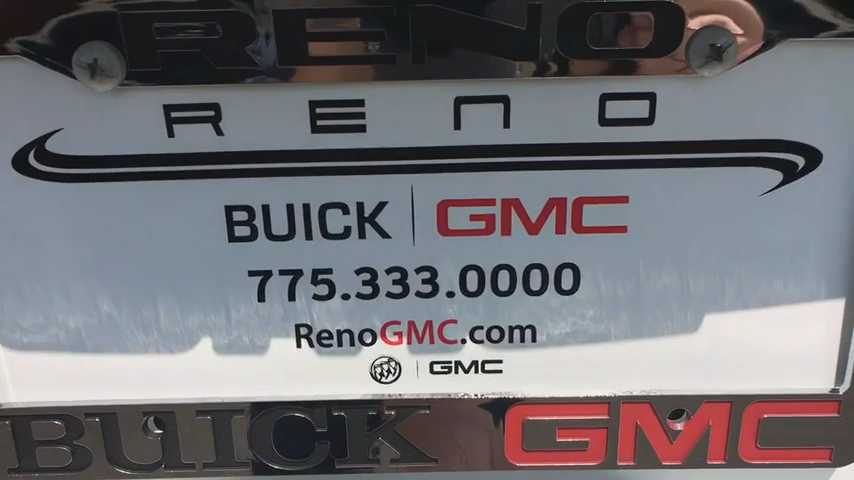 RENO
RENO
BUICK GMC
775.333.0000
RenoGMC.com
GMC
BUICK GMC